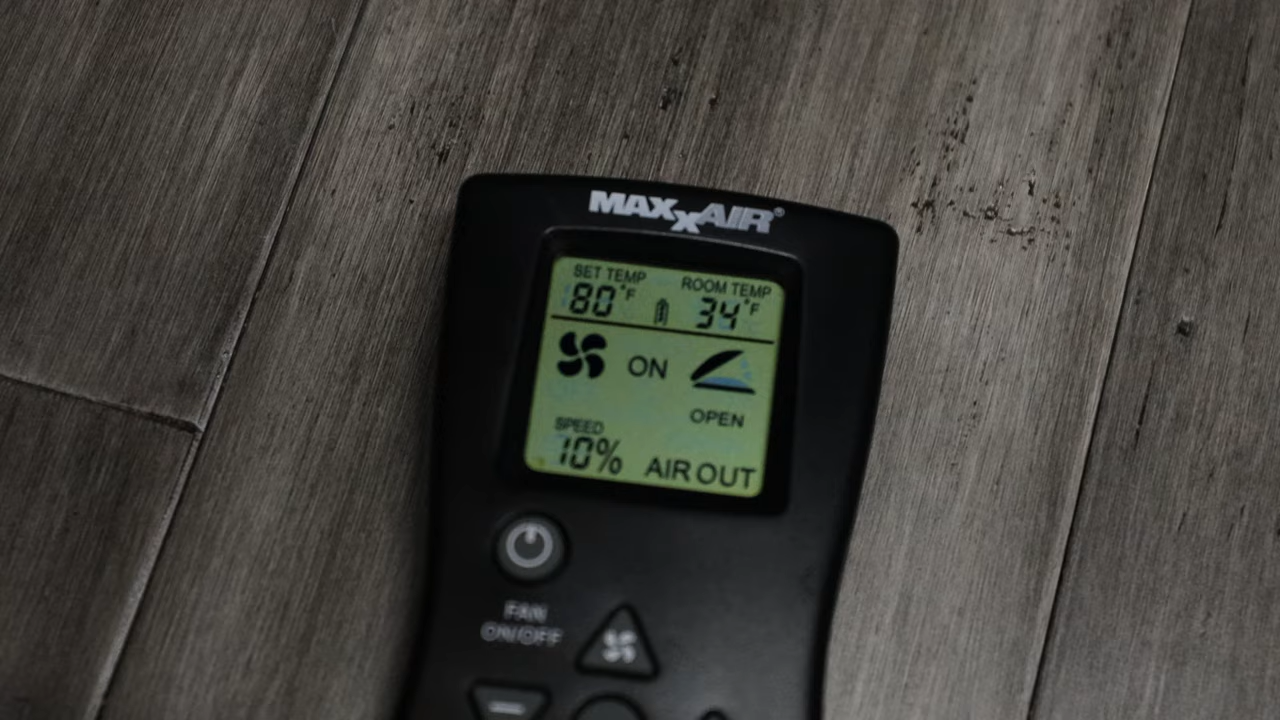 MAXXAIR®
SET TEMP ROOM TEMP
80°F 34°F
ON
OPEN
SPEED
10% AIR OUT
FAN
ON/OFF